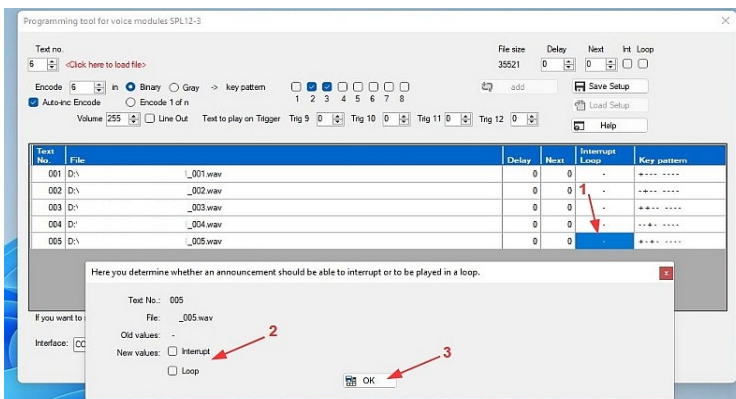 Programming tool for voice modules SPL12-3
Text no. File size Delay Next Int Loop
6 <Click here to load file> 35521 0 0
Encode 6 in Binary Gray -> key pattern add Save Setup
Auto-inc Encode Encode 1 of n 1 2 3 4 5 6 7 8 Load Setup
Volume 255 Line Out Text to play on Trigger Trig 9 0 Trig 10 0 Trig 11 0 Trig 12 0 Help
Text No. File Delay Next Interrupt Loop Key pattern
001 D:\ _001.wav 0 0 - +--- ----
002 D:\ _002.wav 0 0 - -+-- ----
003 D:\ _003.wav 0 0 - ++-- ----
004 D: _004.wav 0 0 - --+- ----
005 D:\ _005.wav 0 0 - +-+- ----
1
Here you determine whether an announcement should be able to interrupt or to be played in a loop. x
Text No.: 005
If you want to
File: _005.wav
Old values: -
Interface: CO
New values: Interrupt
2
Loop
OK
3